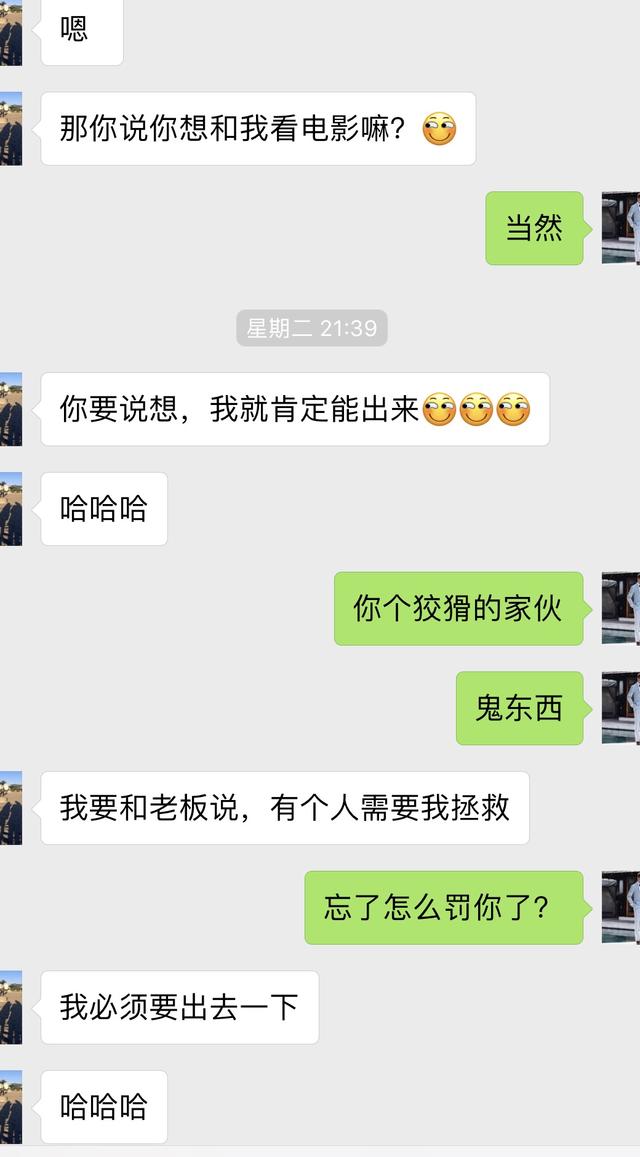 嗯
那你说你想和我看电影嘛？
当然
星期二 21:39
你要说想，我就肯定能出来
哈哈哈
你个狡猾的家伙
鬼东西
我要和老板说，有个人需要我拯救
忘了怎么罚你了？
我必须要出去一下
哈哈哈